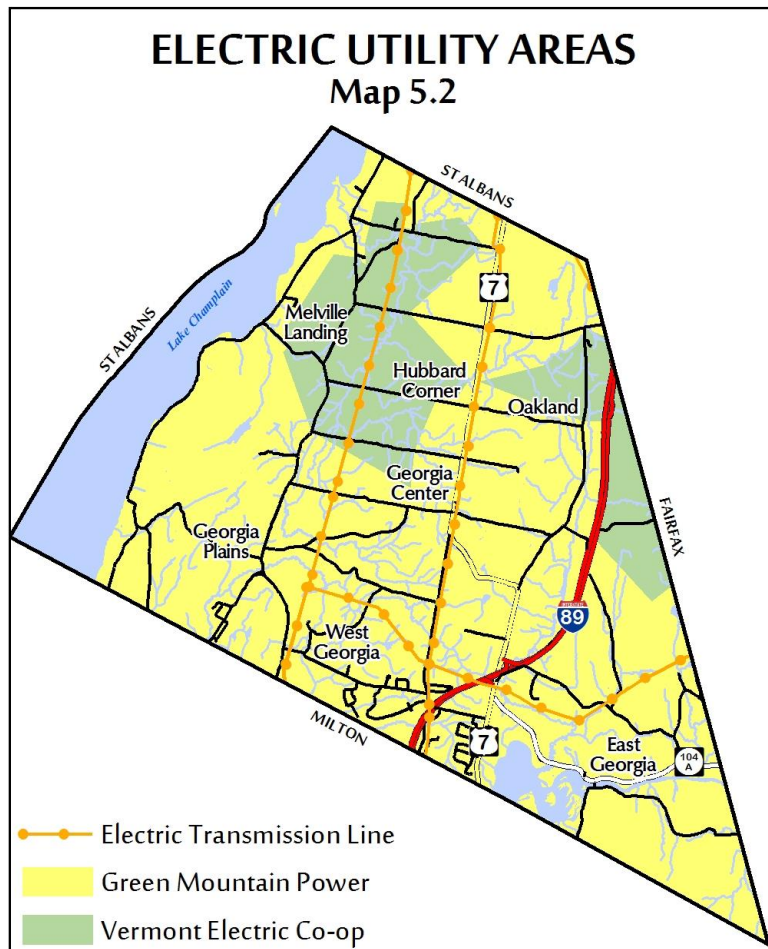 ELECTRIC UTILITY AREAS
Map 5.2
ST ALBANS
7
ST ALBANS
Lake Champlain
Melville
Landing
Hubbard
Corner
Oakland
Georgia
Center
FAIRFAX
Georgia
Plains
INTERSTATE
89
West
Georgia
MILTON
7
East
Georgia
104
A
Electric Transmission Line
Green Mountain Power
Vermont Electric Co-op